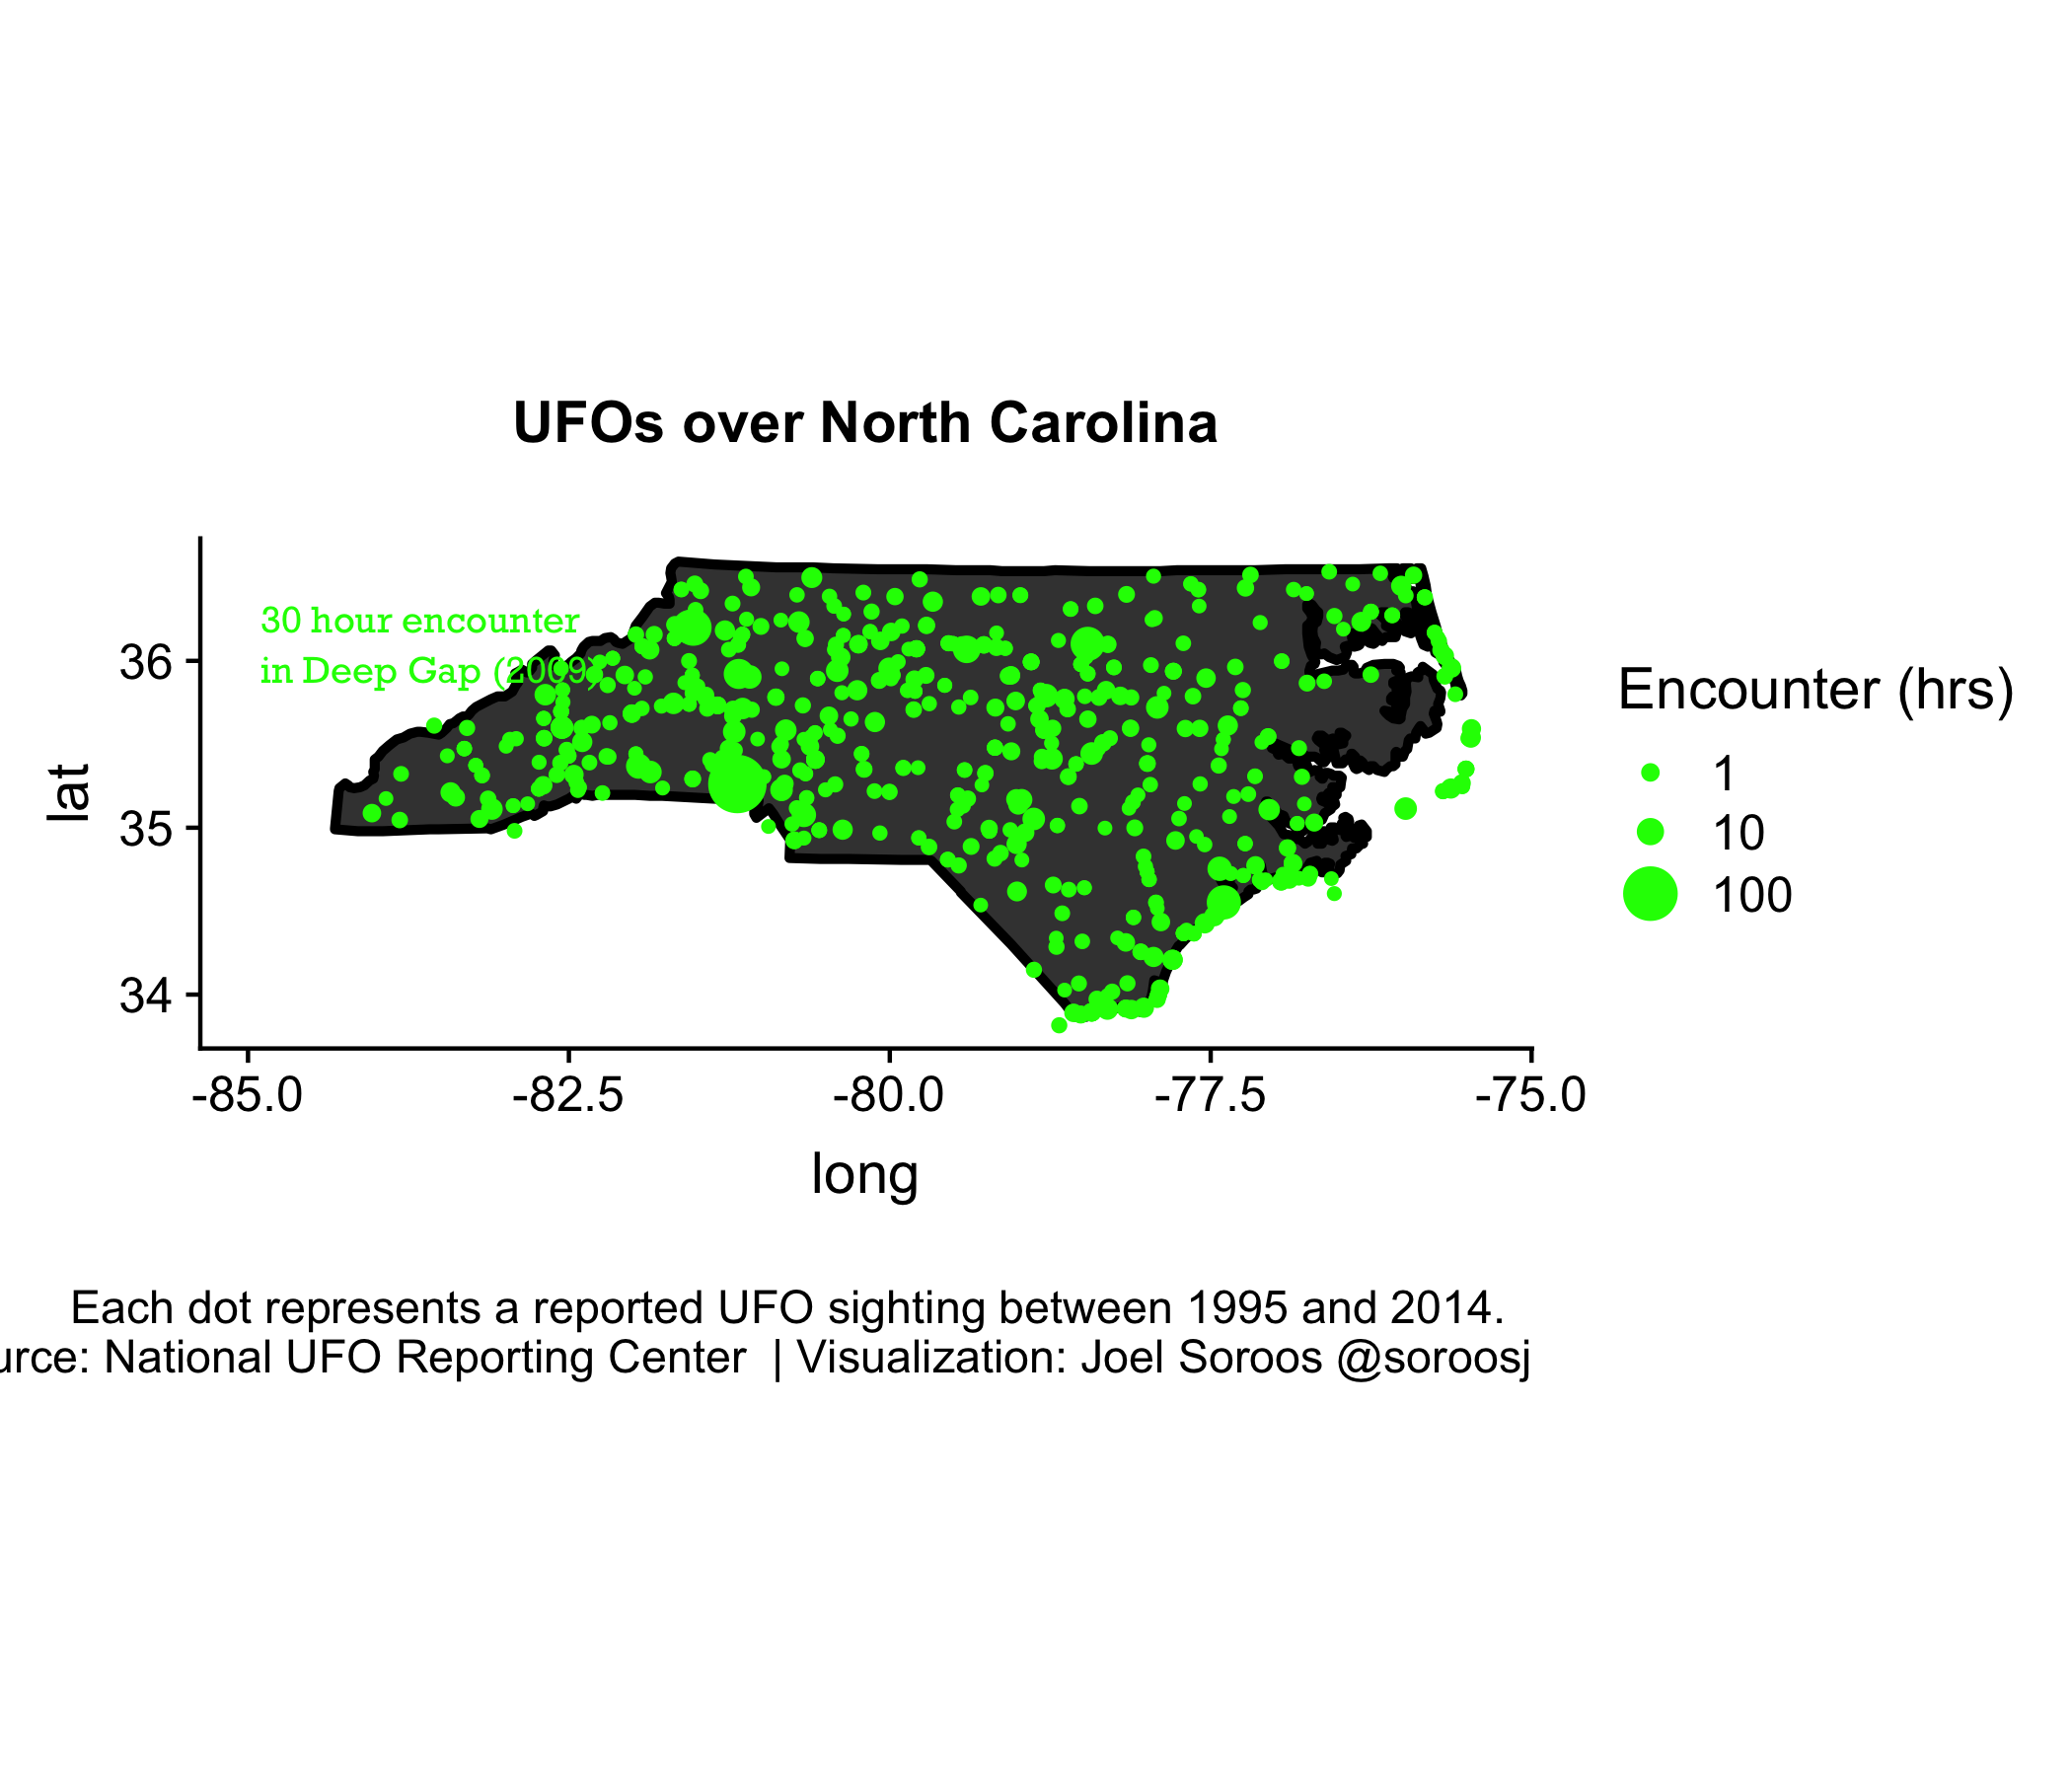 UFOs over North Carolina
30 hour encounter
in Deep Gap (2009)
lat
36
35
34
-85.0
-82.5
-80.0
-77.5
-75.0
long
Encounter (hrs)
1
10
100
Each dot represents a reported UFO sighting between 1995 and 2014.
urce: National UFO Reporting Center | Visualization: Joel Soroos @soroosj